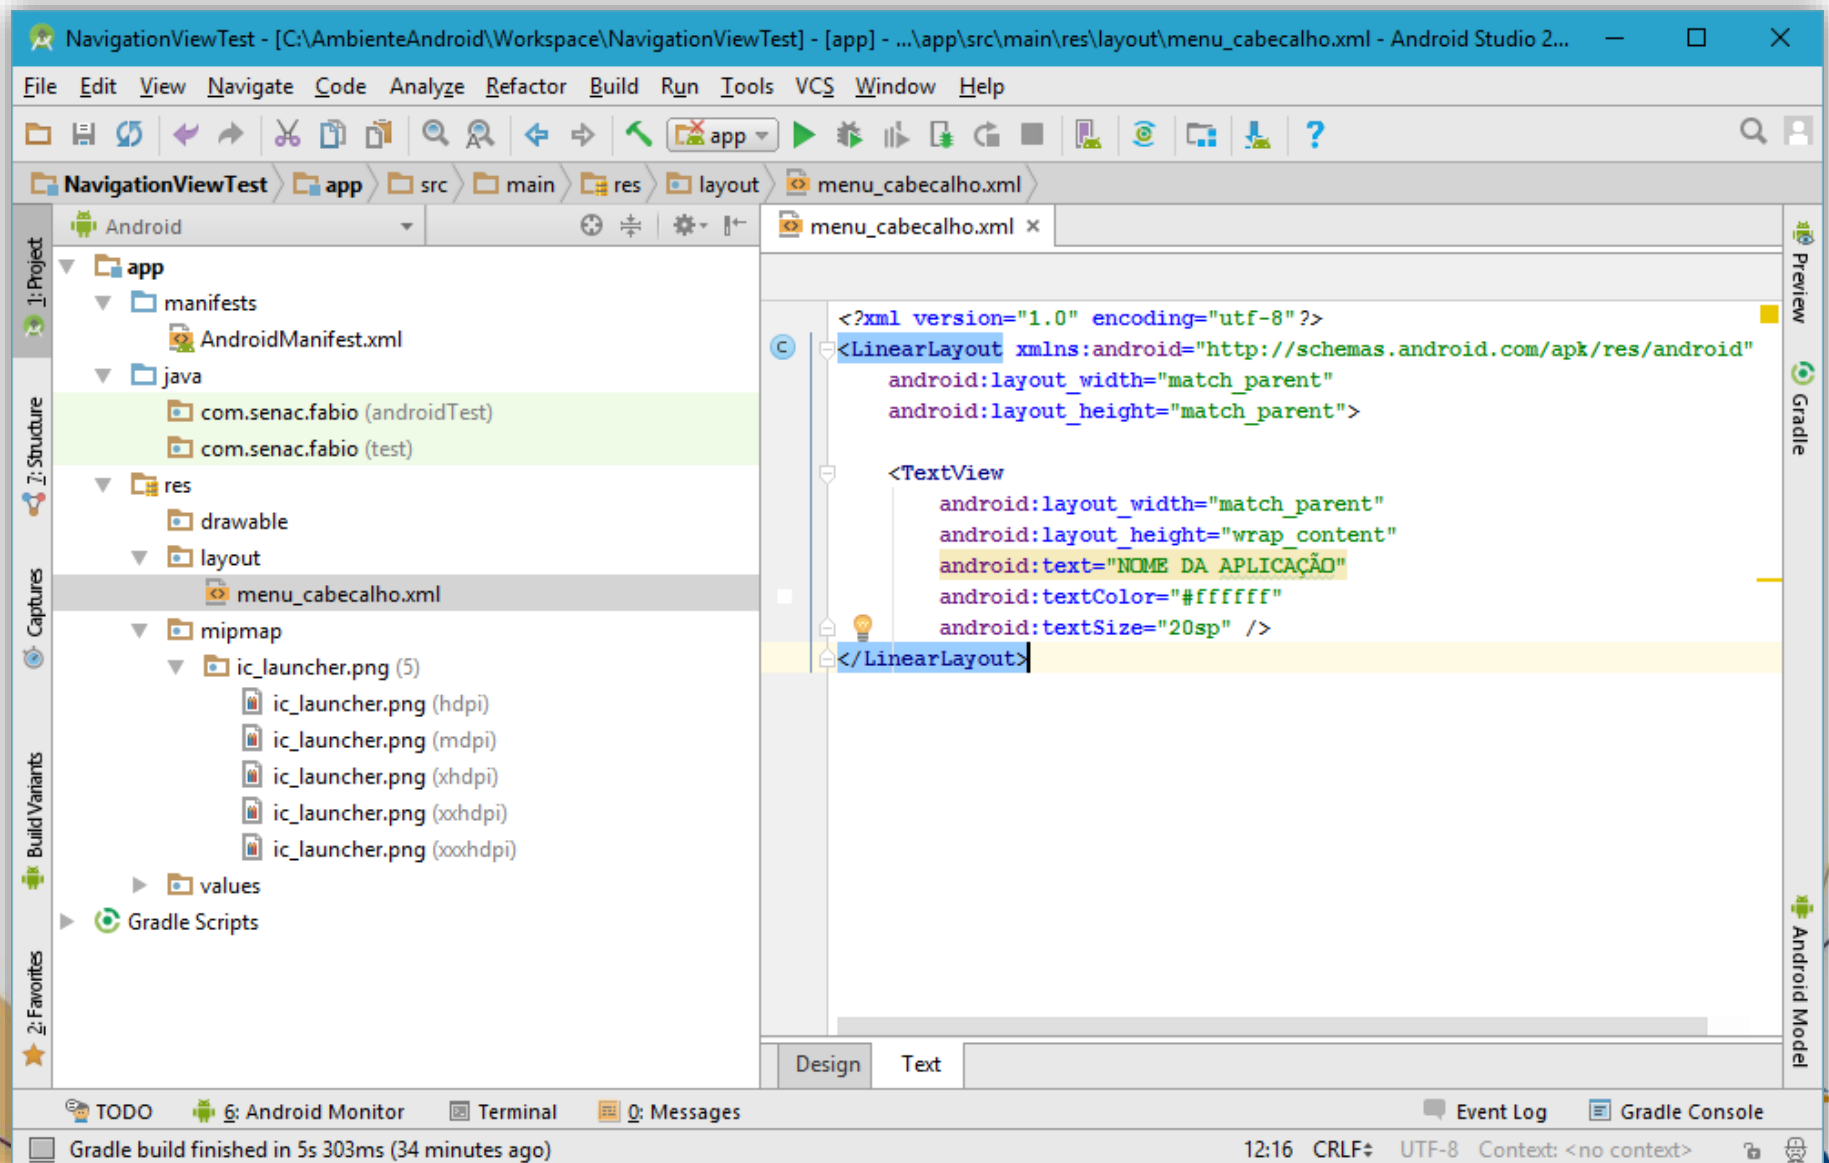 NavigationViewTest - [C:\AmbienteAndroid\Workspace\NavigationViewTest] - [app] - ...\app\src\main\res\layout\menu_cabecalho.xml - Android Studio 2...
File Edit View Navigate Code Analyze Refactor Build Run Tools VCS Window Help
app
NavigationViewTest app src main res layout menu_cabecalho.xml
Android
menu_cabecalho.xml
1: Project
7: Structure
Captures
Build Variants
2: Favorites
app
manifests
AndroidManifest.xml
java
com.senac.fabio (androidTest)
com.senac.fabio (test)
res
drawable
layout
menu_cabecalho.xml
mipmap
ic_launcher.png (5)
ic_launcher.png (hdpi)
ic_launcher.png (mdpi)
ic_launcher.png (xhdpi)
ic_launcher.png (xxhdpi)
ic_launcher.png (xxxhdpi)
values
Gradle Scripts
<?xml version="1.0" encoding="utf-8"?>
<LinearLayout xmlns:android="http://schemas.android.com/apk/res/android"
android:layout_width="match_parent"
android:layout_height="match_parent">
<TextView
android:layout_width="match_parent"
android:layout_height="wrap_content"
android:text="NOME DA APLICAÇÃO"
android:textColor="#ffffff"
android:textSize="20sp" />
</LinearLayout>
Design Text
Preview
Gradle
Android Model
TODO 6: Android Monitor Terminal 0: Messages Event Log Gradle Console
Gradle build finished in 5s 303ms (34 minutes ago) 12:16 CRLF UTF-8 Context: <no context>